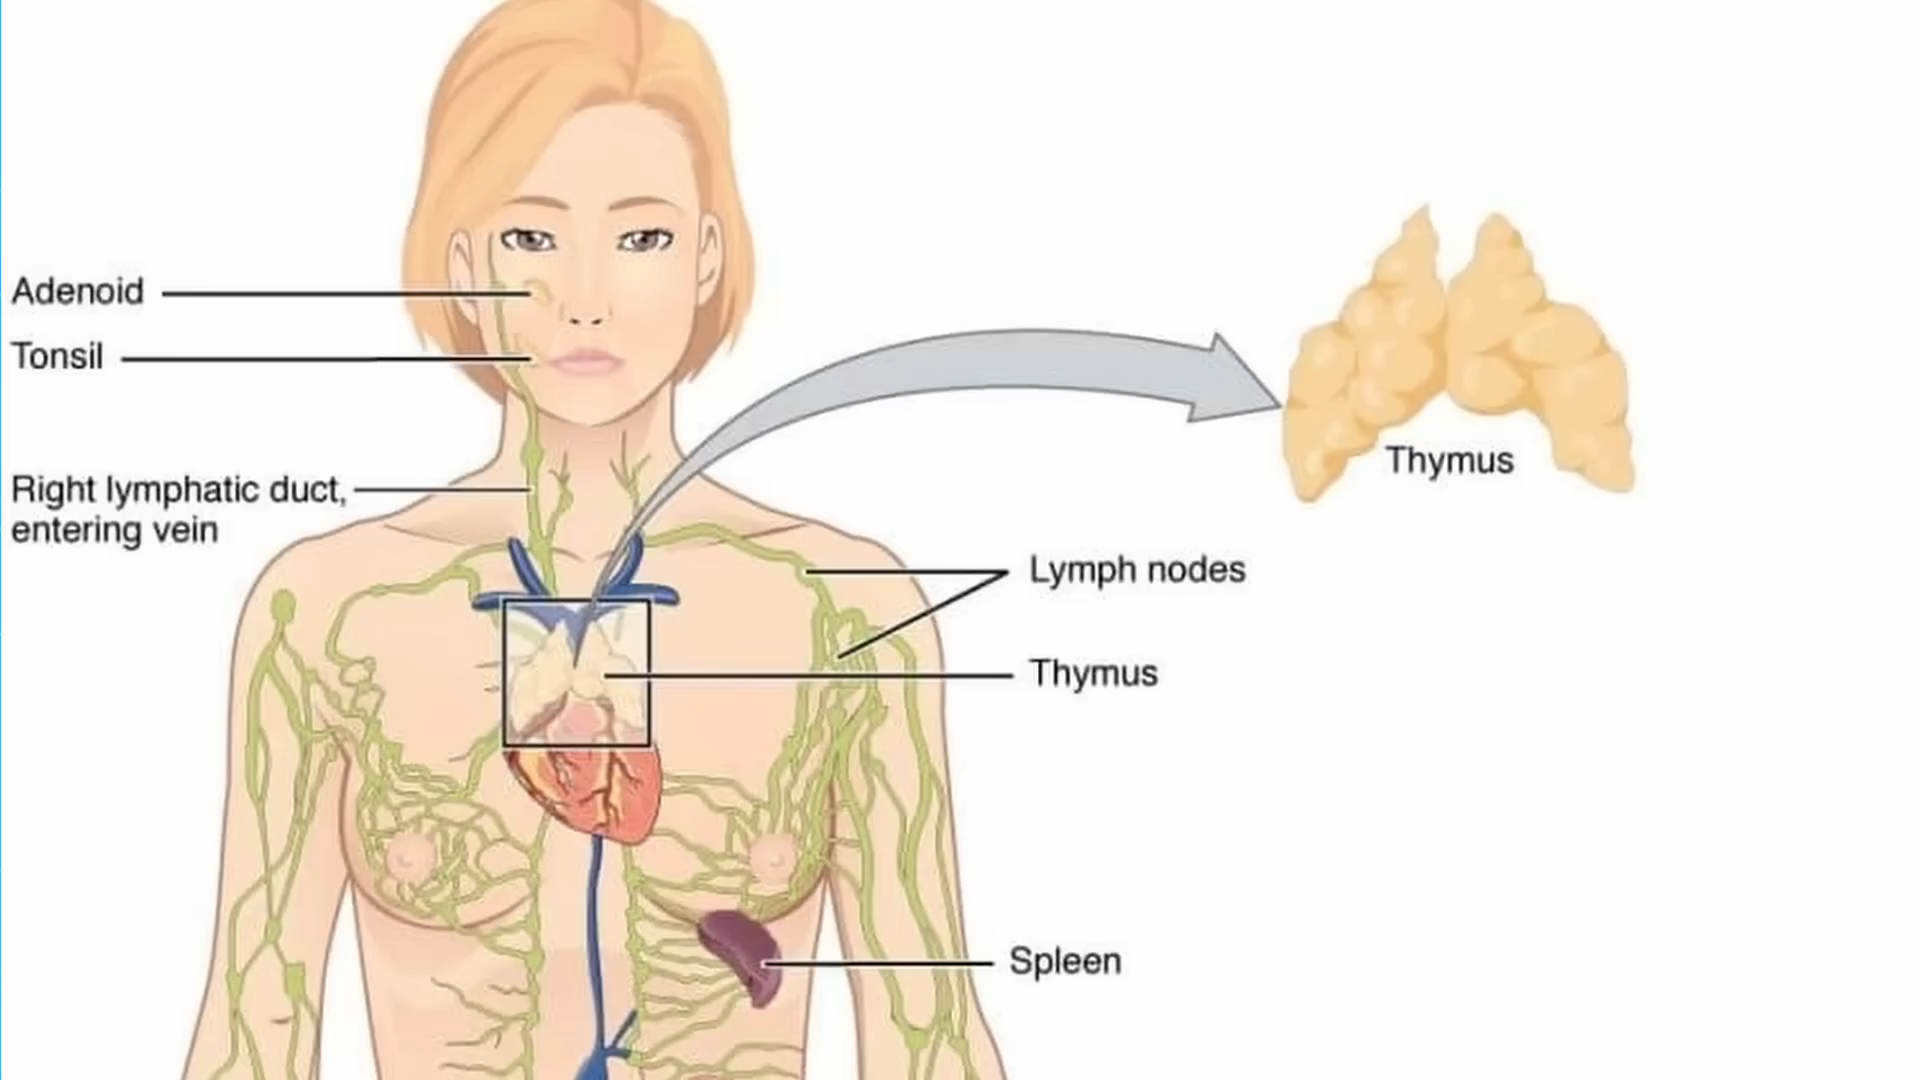 Adenoid
Tonsil
Right lymphatic duct,
entering vein
Thymus
Lymph nodes
Thymus
Spleen